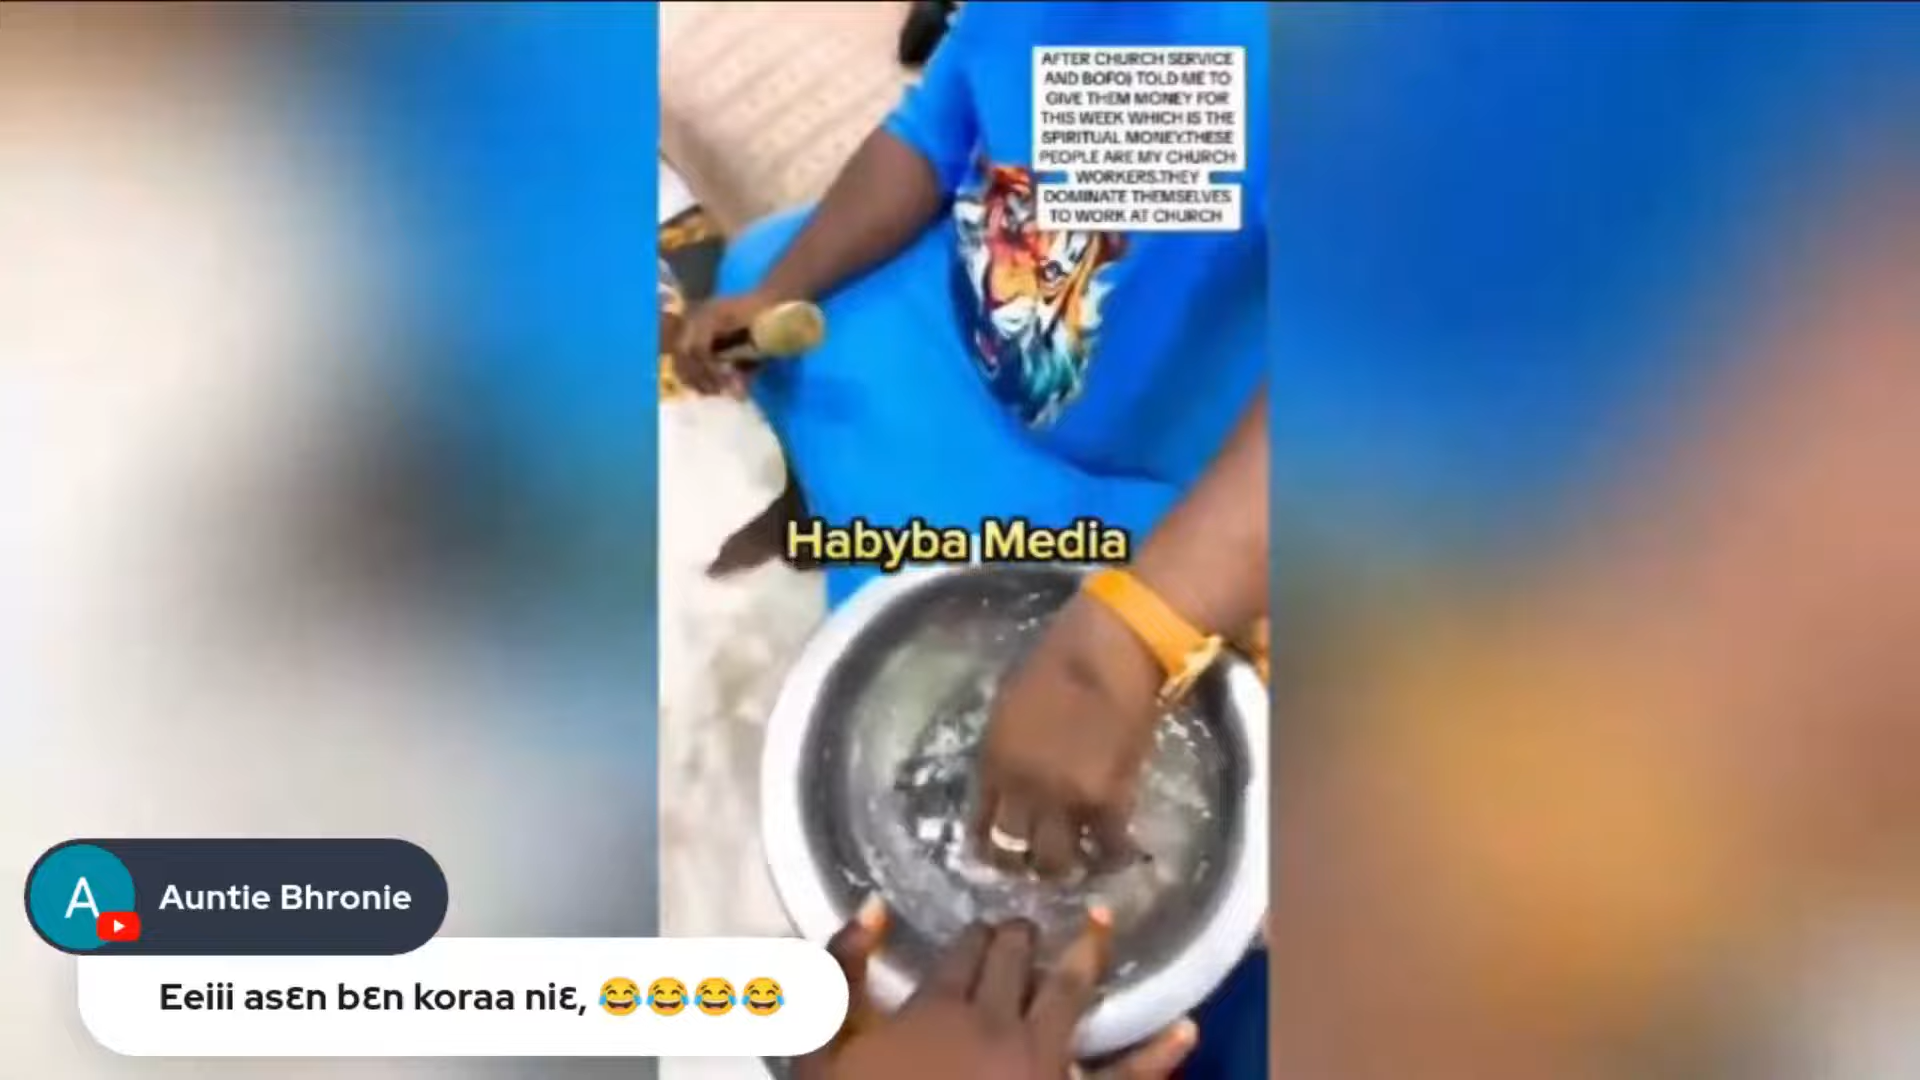 AFTER CHURCH SERVICE
AND BOFO) TOLD ME TO
GIVE THEM MONEY FOR
THIS WEEK WHICH IS THE
SPIRITUAL MONEY.THESE
PEOPLE ARE MY CHURCH
WORKERS.THEY
DOMINATE THEMSELVES
TO WORK AT CHURCH
Habyba Media
A
Auntie Bhronie
Eeiii asɛn bɛn koraa niɛ, 😂😂😂😂